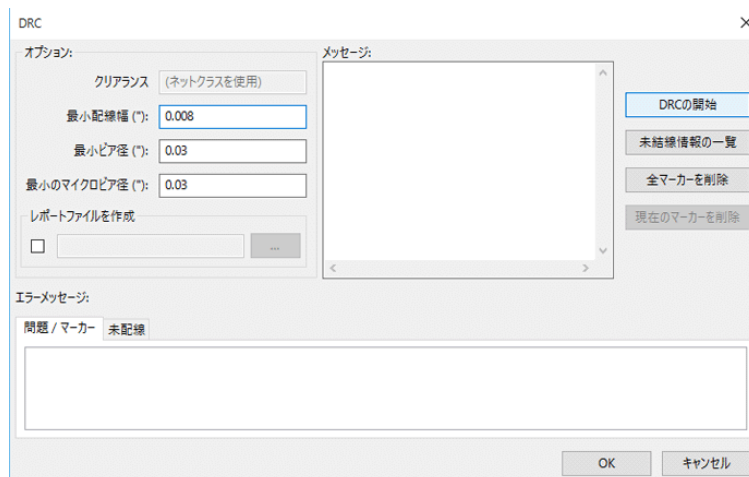 DRC
オプション:
クリアランス (ネットクラスを使用)
最小配線幅 ("): 0.008
最小ビア径 ("): 0.03
最小のマイクロビア径 ("): 0.03
レポートファイルを作成
...
メッセージ:
DRCの開始
未結線情報の一覧
全マーカーを削除
現在のマーカーを削除
エラーメッセージ:
問題 / マーカー 未配線
OK キャンセル